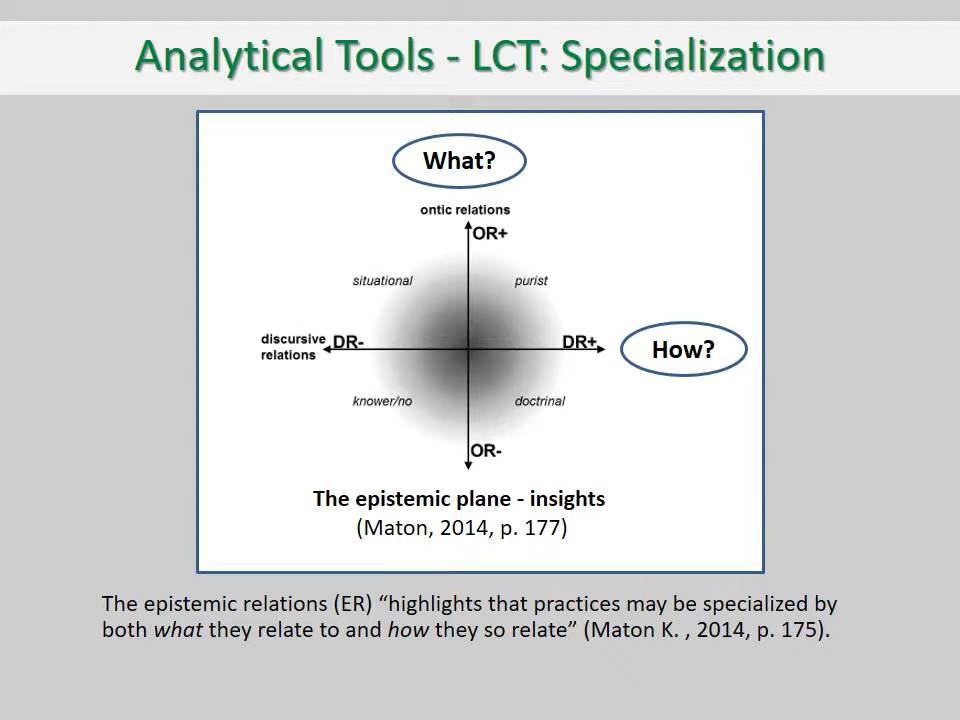 Analytical Tools - LCT: Specialization
What?
ontic relations
OR+
situational
purist
discursive
relations
DR-
DR+
How?
knower/no
doctrinal
OR-
The epistemic plane - insights
(Maton, 2014, p. 177)
The epistemic relations (ER) “highlights that practices may be specialized by
both what they relate to and how they so relate” (Maton K. , 2014, p. 175).